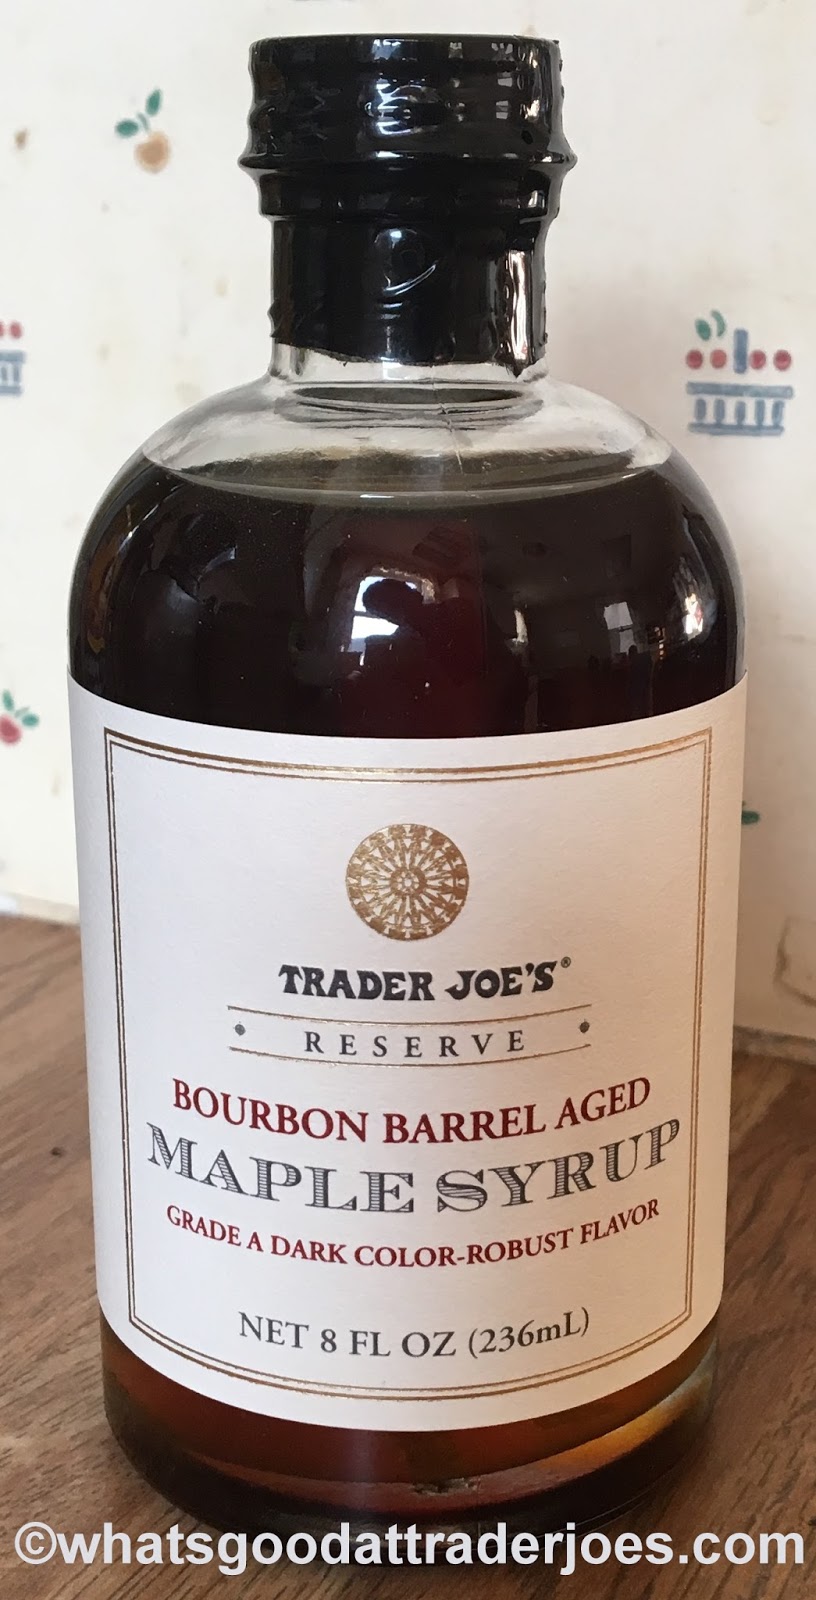 TRADER JOE'S®
RESERVE
BOURBON BARREL AGED
MAPLE SYRUP
GRADE A DARK COLOR-ROBUST FLAVOR
NET 8 FL OZ (236mL)
©whatsgoodattraderjoes.com